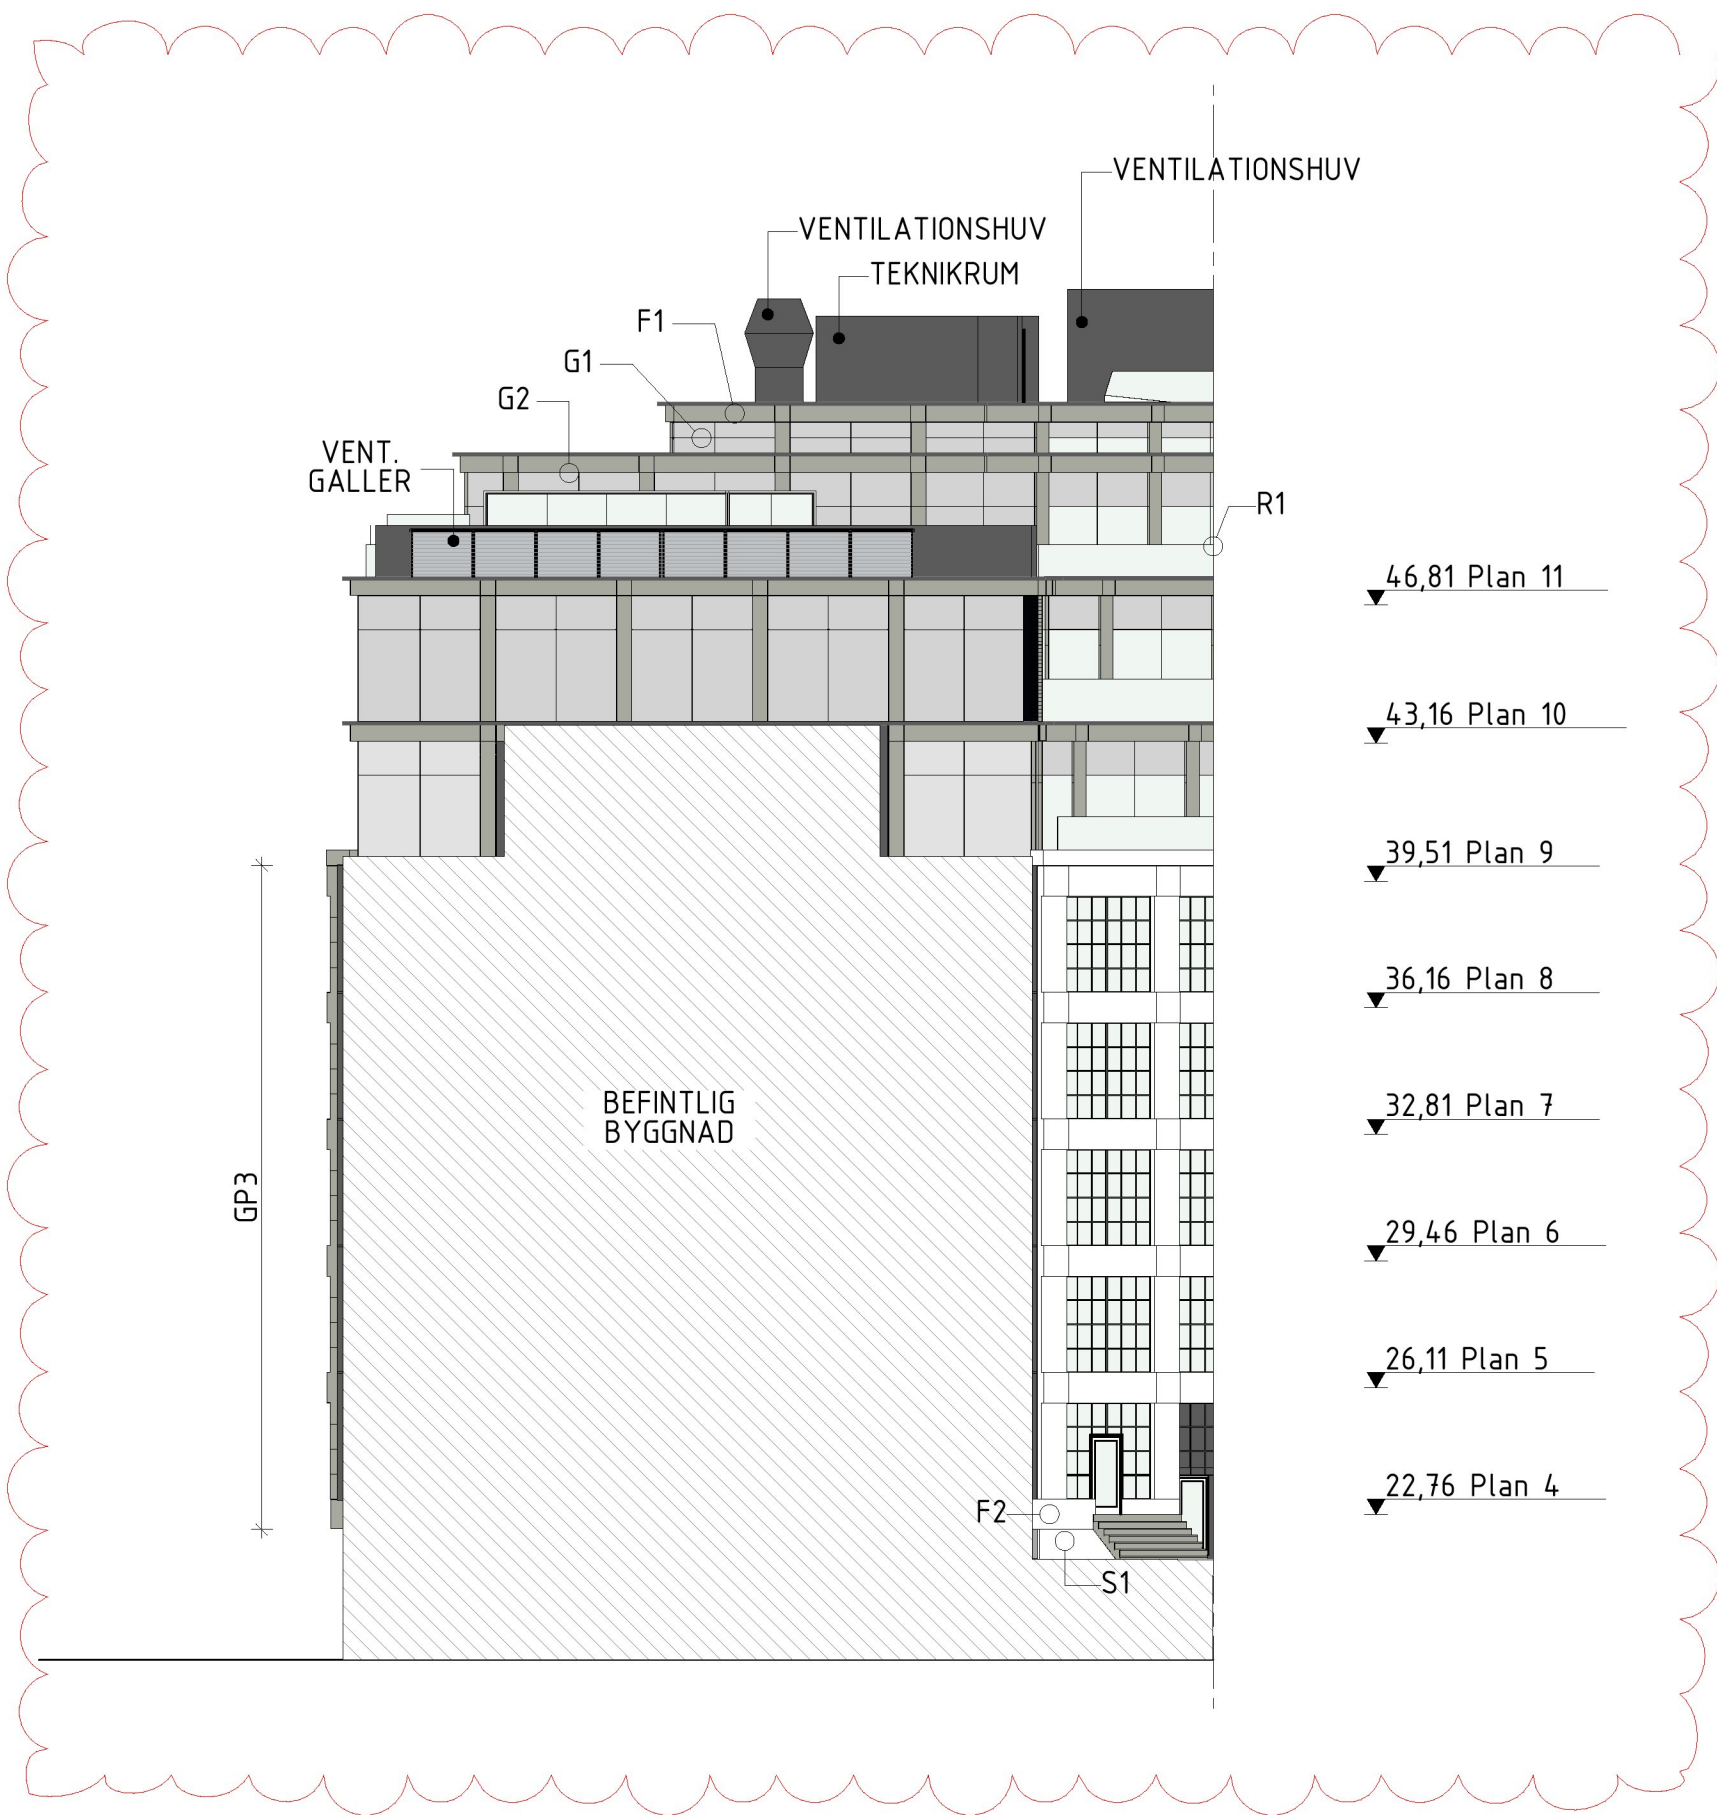 VENTILATIONSHUV
VENTILATIONSHUV
TEKNIKRUM
F1
G1
G2
VENT.
GALLER
R1
46,81 Plan 11
43,16 Plan 10
39,51 Plan 9
36,16 Plan 8
BEFINTLIG
BYGGNAD
32,81 Plan 7
GP3
29,46 Plan 6
26,11 Plan 5
22,76 Plan 4
F2
S1